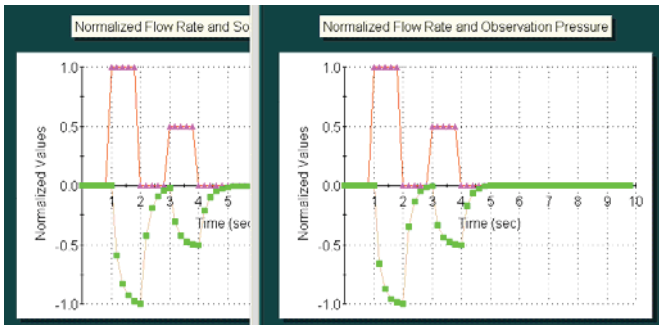 Normalized Flow Rate and So
Normalized Values
1.0
0.5
0.0
-0.5
-1.0
1 2 3 4 5
Time (sec
Normalized Flow Rate and Observation Pressure
Normalized Values
1.0
0.5
0.0
-0.5
-1.0
1 2 3 4 5 6 7 8 9 10
Time (sec)